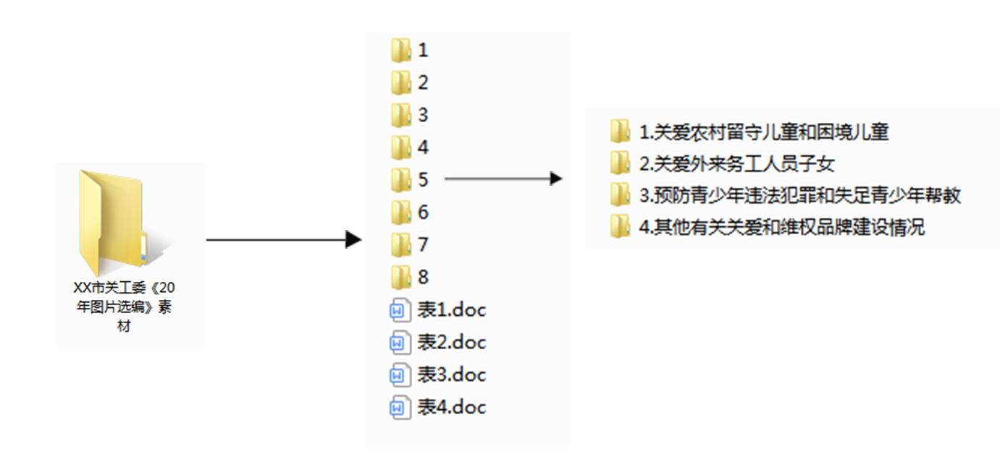 XX市关工委《20
年图片选编》素
材
1
2
3
4
5
6
7
8
表1.doc
表2.doc
表3.doc
表4.doc
1.关爱农村留守儿童和困境儿童
2.关爱外来务工人员子女
3.预防青少年违法犯罪和失足青少年帮教
4.其他有关关爱和维权品牌建设情况